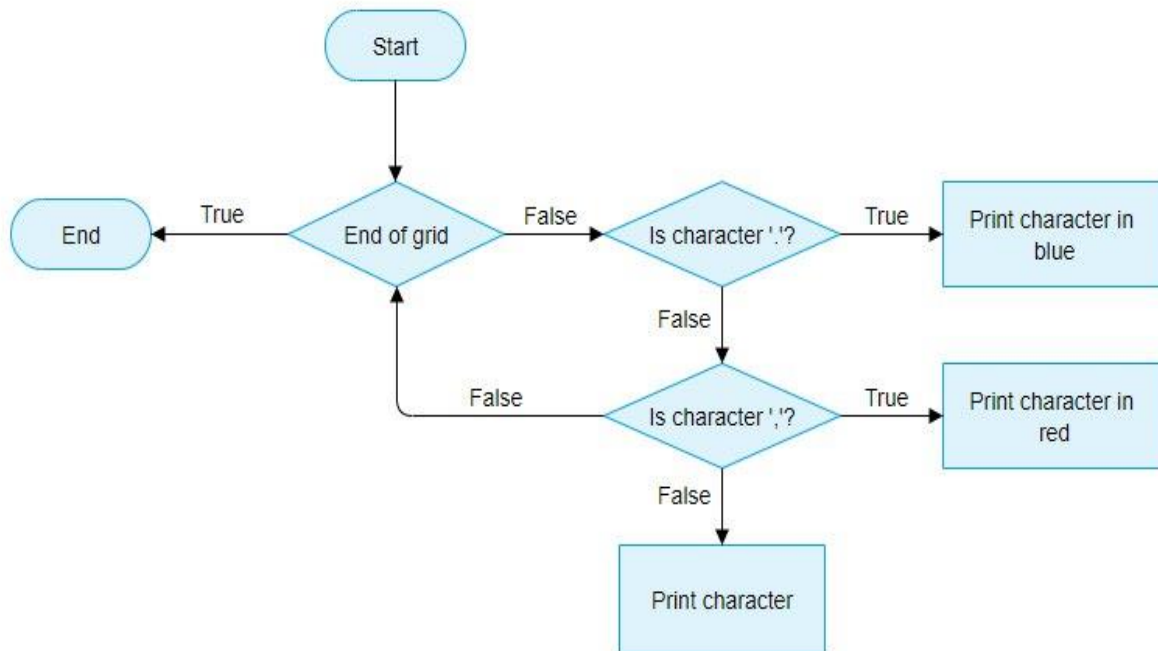 Start
End
True
End of grid
False
Is character '.'?
True
Print character in
blue
False
False
Is character ','?
True
Print character in
red
False
Print character